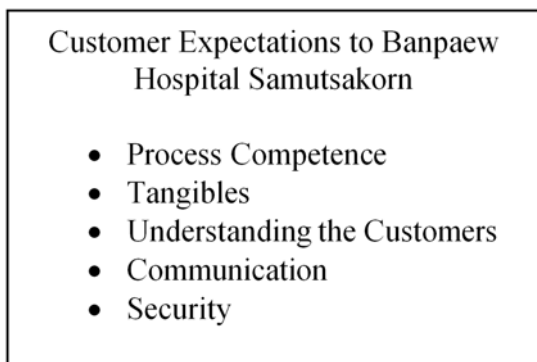 Customer Expectations to Banpaew
Hospital Samutsakorn
• Process Competence
• Tangibles
• Understanding the Customers
• Communication
• Security